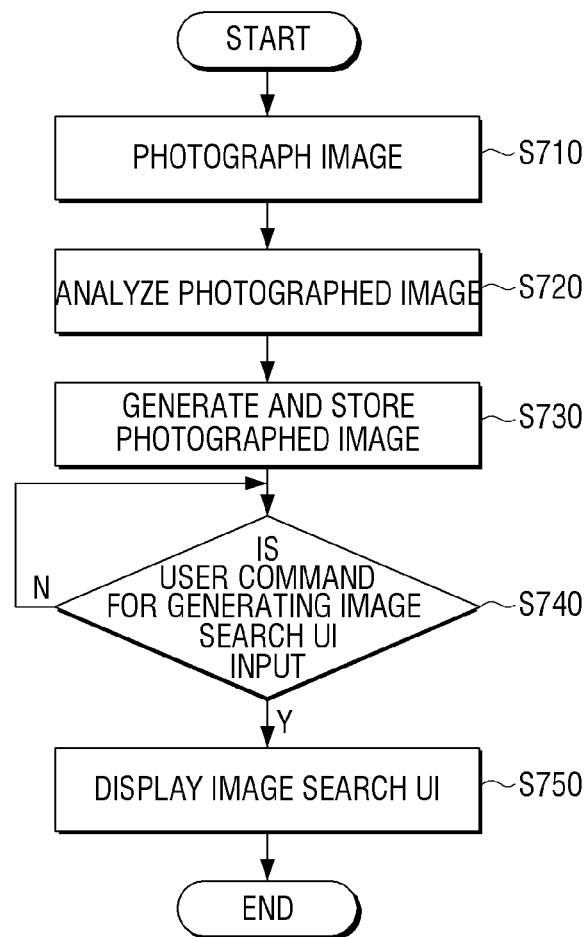 START
PHOTOGRAPH IMAGE
S710
ANALYZE PHOTOGRAPHED IMAGE
S720
GENERATE AND STORE
PHOTOGRAPHED IMAGE
S730
IS
USER COMMAND
FOR GENERATING IMAGE
SEARCH UI
INPUT
N
S740
Y
DISPLAY IMAGE SEARCH UI
S750
END